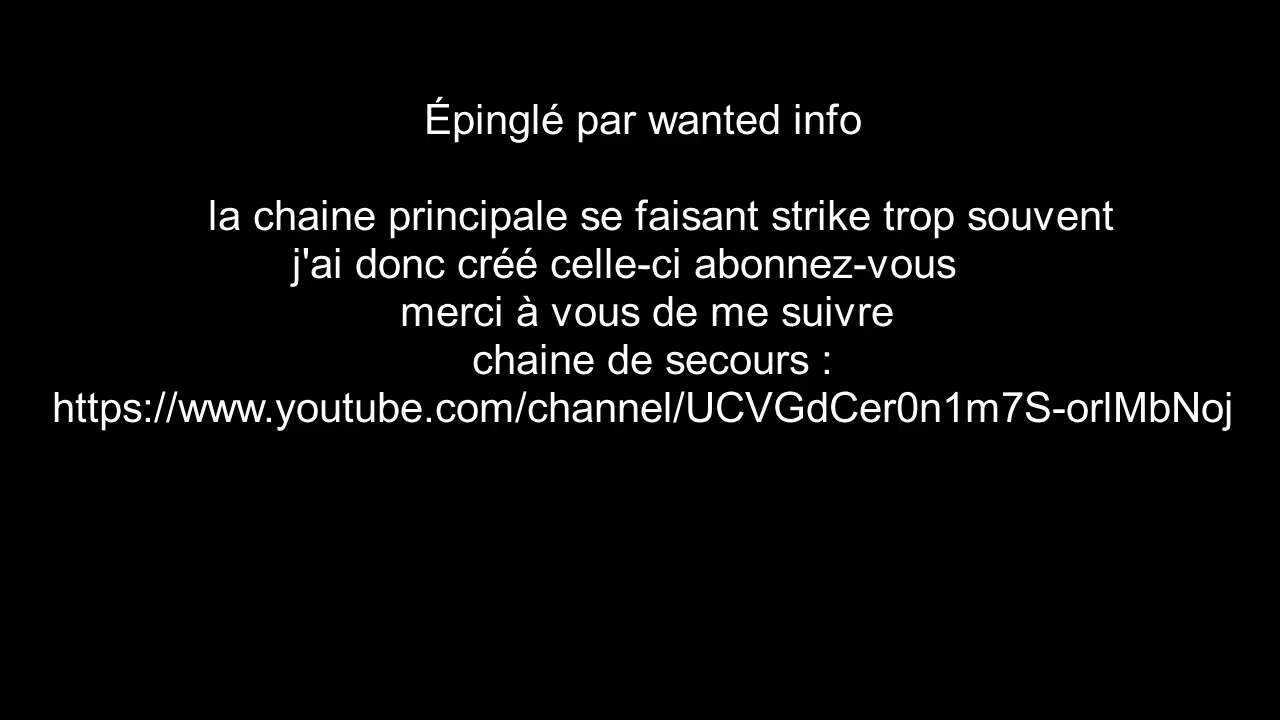 Épinglé par wanted info
la chaine principale se faisant strike trop souvent
j'ai donc créé celle-ci abonnez-vous
merci à vous de me suivre
chaine de secours :
https://www.youtube.com/channel/UCVGdCer0n1m7S-orlMbNoj